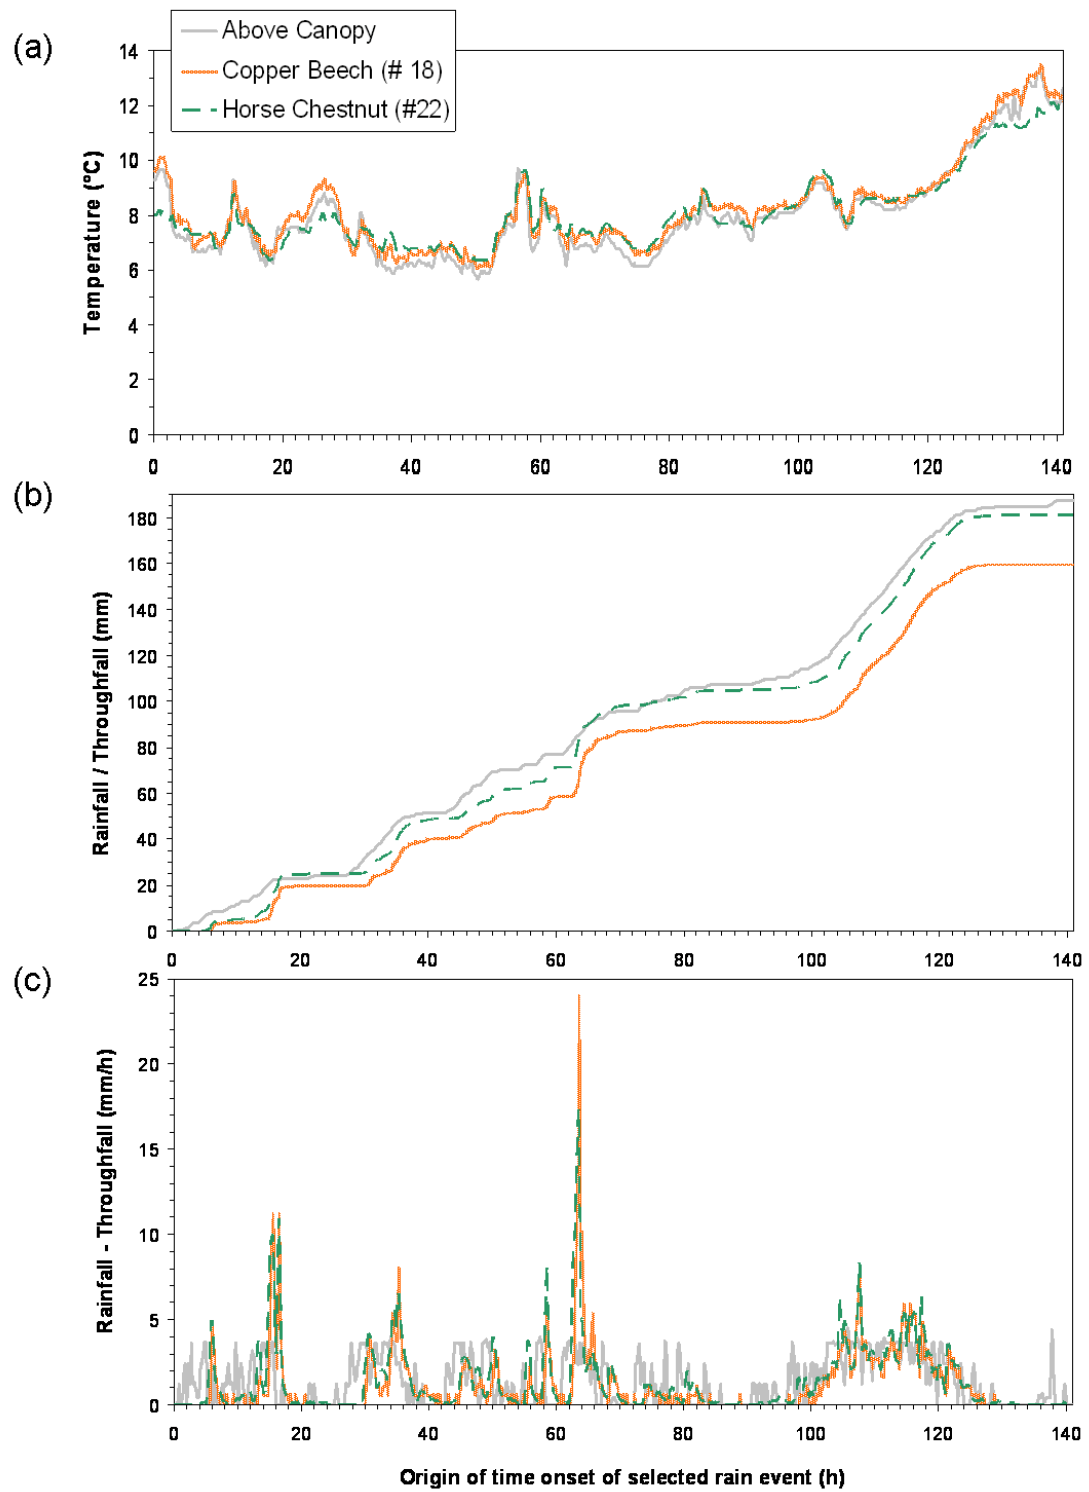 (a)
Above Canopy
Copper Beech (# 18)
Horse Chestnut (#22)
Temperature (°C)
14
12
10
8
6
4
2
0
0 20 40 60 80 100 120 140
(b)
Rainfall / Throughfall (mm)
180
160
140
120
100
80
60
40
20
0
0 20 40 60 80 100 120 140
(c)
Rainfall - Throughfall (mm/h)
25
20
15
10
5
0
0 20 40 60 80 100 120 140
Origin of time onset of selected rain event (h)